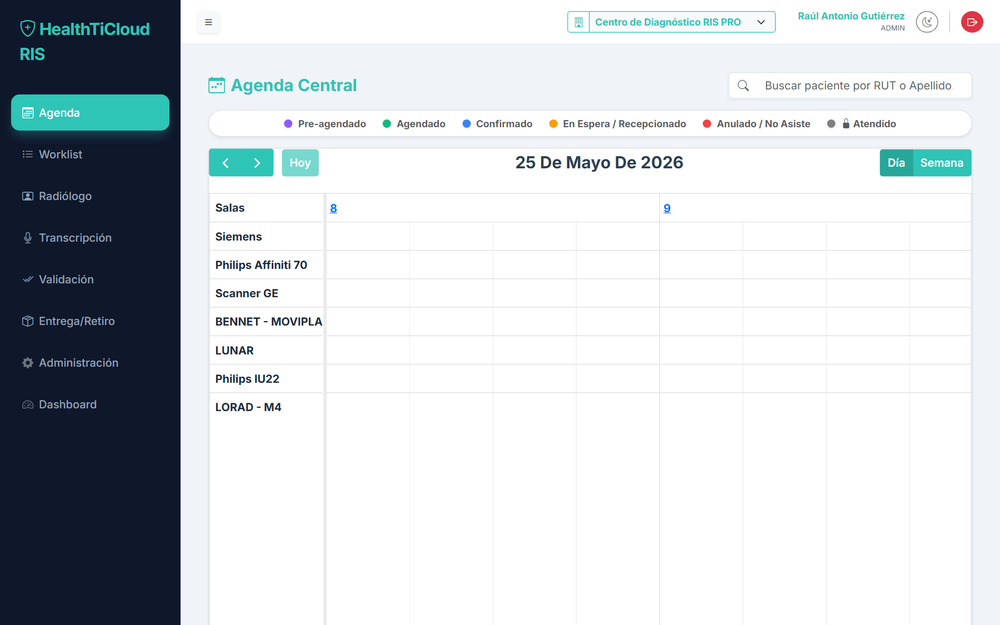 HealthTiCloud
RIS
Agenda
Worklist
Radiólogo
Transcripción
Validación
Entrega/Retiro
Administración
Dashboard
Centro de Diagnóstico RIS PRO
Raúl Antonio Gutiérrez
ADMIN
Agenda Central
Buscar paciente por RUT o Apellido
Pre-agendado
Agendado
Confirmado
En Espera / Recepcionado
Anulado / No Asiste
Atendido
Hoy
25 De Mayo De 2026
Día
Semana
Salas
8
9
Siemens
Philips Affiniti 70
Scanner GE
BENNET - MOVIPLA
LUNAR
Philips IU22
LORAD - M4